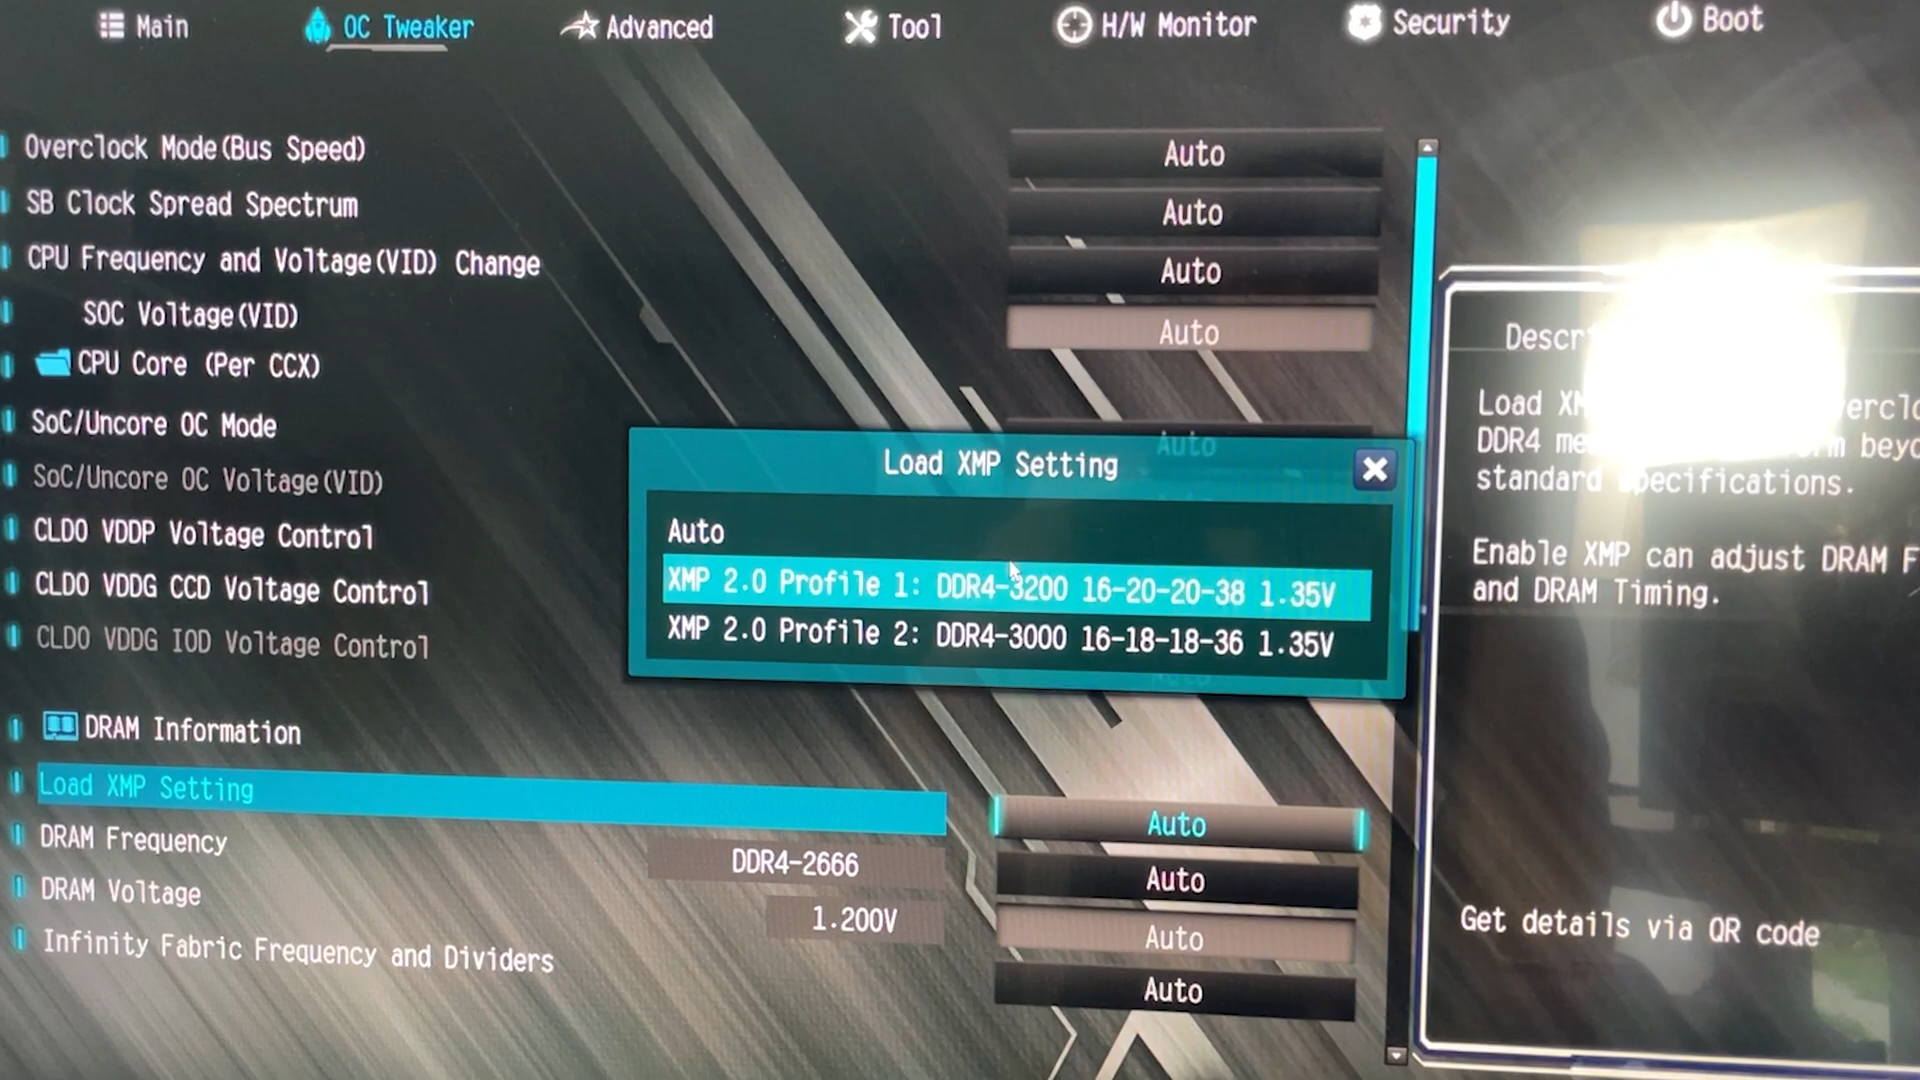 Main OC Tweaker Advanced Tool H/W Monitor Security Boot
Overclock Mode(Bus Speed) Auto
SB Clock Spread Spectrum Auto
CPU Frequency and Voltage(VID) Change Auto
SOC Voltage(VID) Auto
CPU Core (Per CCX)
SoC/Uncore OC Mode Auto
SoC/Uncore OC Voltage(VID)
CLDO VDDP Voltage Control
CLDO VDDG CCD Voltage Control
CLDO VDDG IOD Voltage Control
Load XMP Setting
Auto
XMP 2.0 Profile 1: DDR4-3200 16-20-20-38 1.35V
XMP 2.0 Profile 2: DDR4-3000 16-18-18-36 1.35V
DRAM Information
Load XMP Setting Auto
DRAM Frequency DDR4-2666 Auto
DRAM Voltage 1.200V Auto
Infinity Fabric Frequency and Dividers Auto
Load
DDR4
standard
Enable XMP can adjust DRAM F
and DRAM Timing.
Get details via QR code